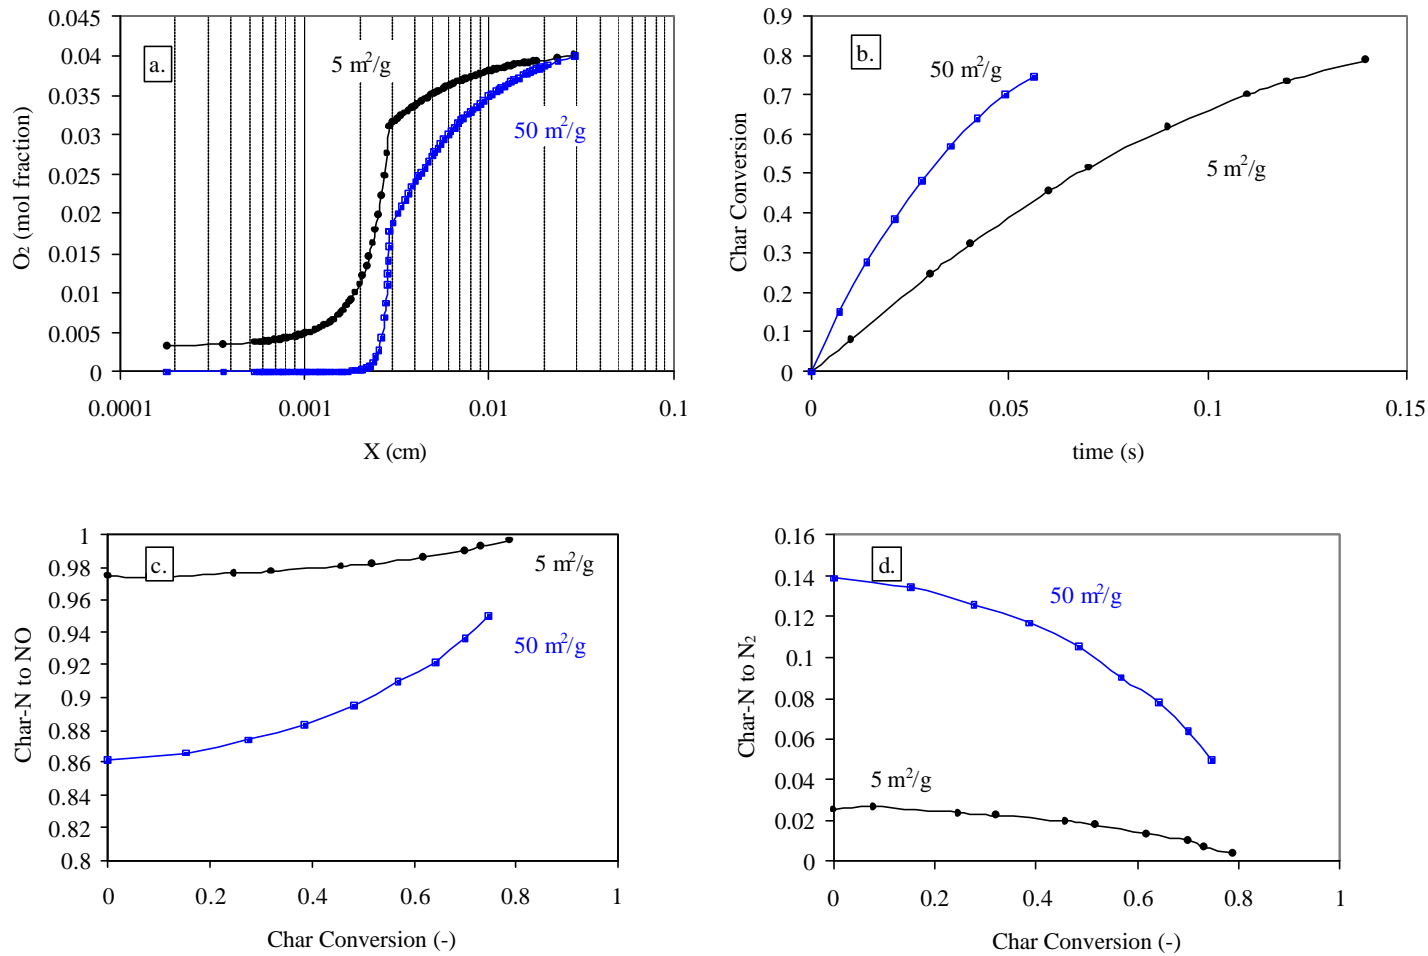 a.
0.045
0.04
0.035
0.03
0.025
0.02
0.015
0.01
0.005
0
O₂ (mol fraction)
5 m²/g
50 m²/g
0.0001 0.001 0.01 0.1
X (cm)
b.
0.9
0.8
0.7
0.6
0.5
0.4
0.3
0.2
0.1
0
Char Conversion
50 m²/g
5 m²/g
0 0.05 0.1 0.15
time (s)
c.
1
0.98
0.96
0.94
0.92
0.9
0.88
0.86
0.84
0.82
0.8
Char-N to NO
5 m²/g
50 m²/g
0 0.2 0.4 0.6 0.8 1
Char Conversion (-)
d.
0.16
0.14
0.12
0.1
0.08
0.06
0.04
0.02
0
Char-N to N₂
50 m²/g
5 m²/g
0 0.2 0.4 0.6 0.8 1
Char Conversion (-)